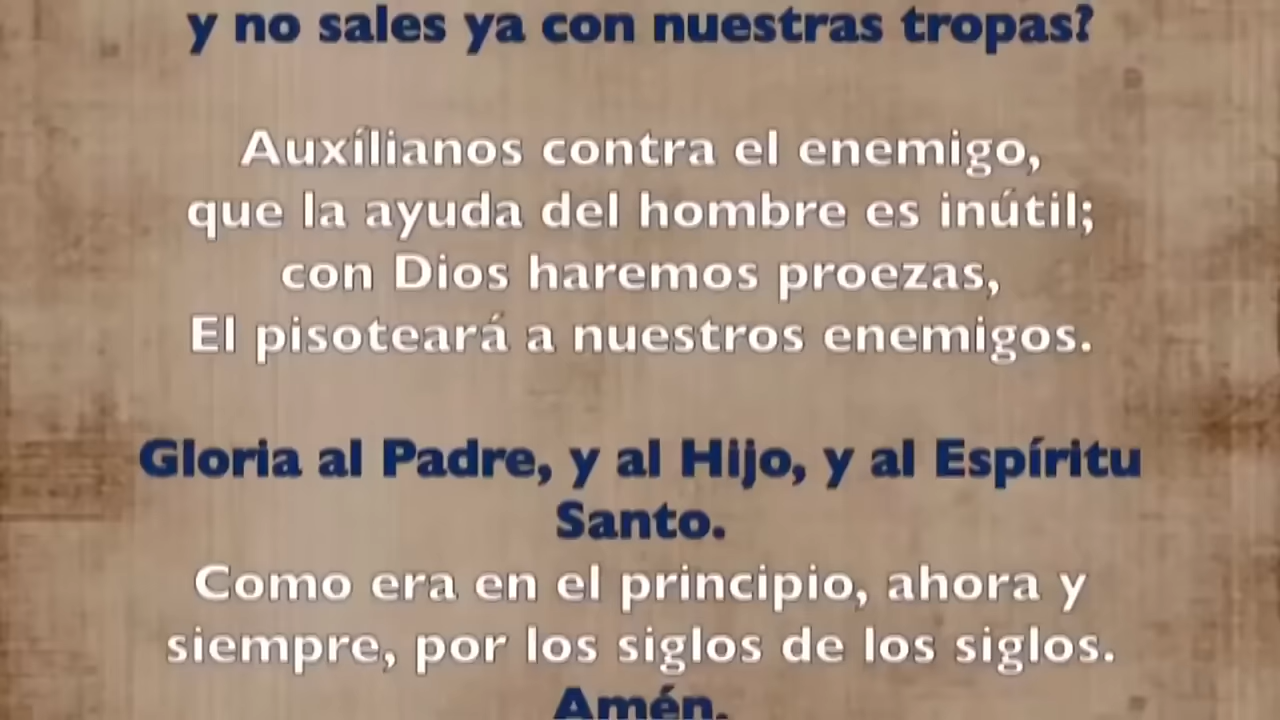 y no sales ya con nuestras tropas?
Auxílianos contra el enemigo,
que la ayuda del hombre es inútil;
con Dios haremos proezas,
El pisoteará a nuestros enemigos.
Gloria al Padre, y al Hijo, y al Espíritu
Santo.
Como era en el principio, ahora y
siempre, por los siglos de los siglos.
Amén.